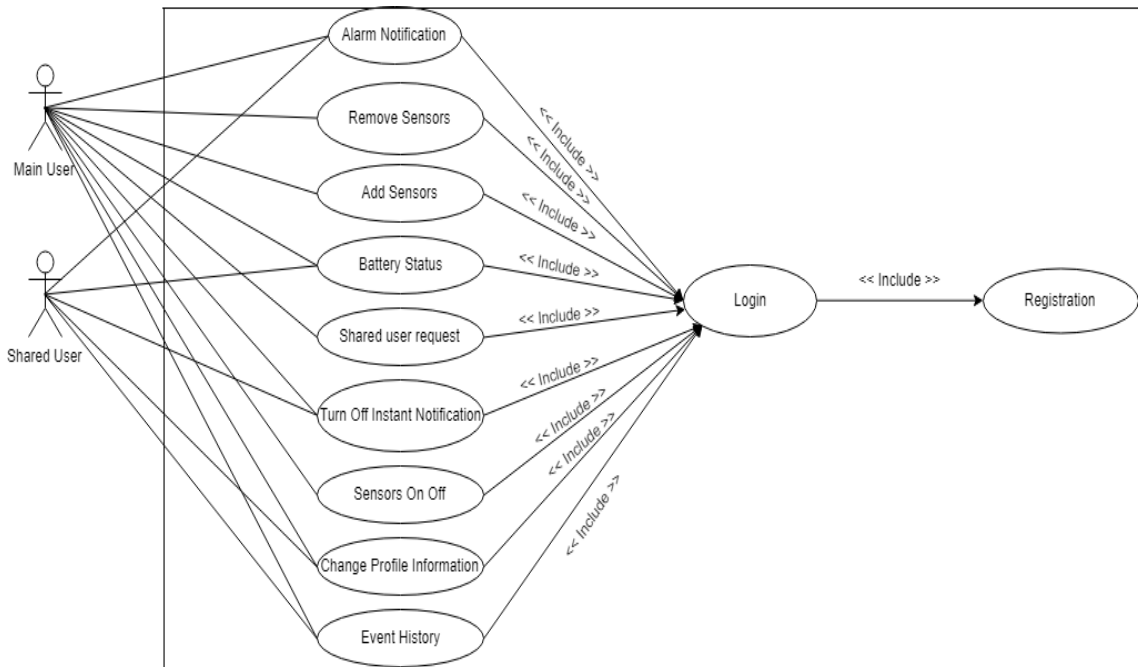 Alarm Notification
<< Include >>
Remove Sensors
<< Include >>
Main User
Add Sensors
<< Include >>
Battery Status
<< Include >>
Shared User
Shared user request
<< Include >>
Login
<< Include >>
Registration
Turn Off Instant Notification
<< Include >>
Sensors On Off
<< Include >>
Change Profile Information
<< Include >>
Event History
<< Include >>